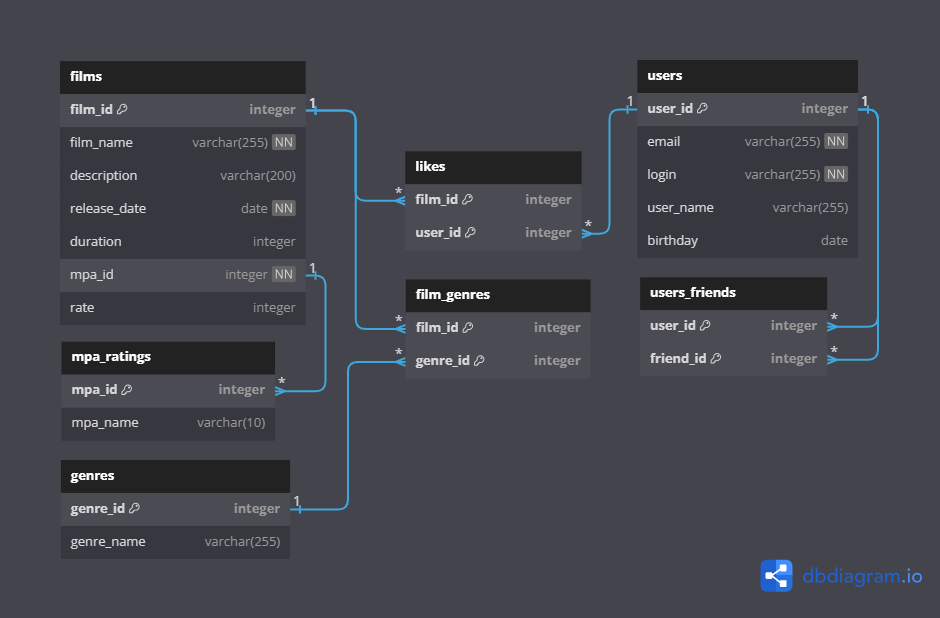 films
film_id integer
film_name varchar(255) NN
description varchar(200)
release_date date NN
duration integer
mpa_id integer NN
rate integer
1
1
mpa_ratings
mpa_id integer
mpa_name varchar(10)
*
genres
genre_id integer
genre_name varchar(255)
1
likes
* film_id integer
user_id integer *
film_genres
* film_id integer
* genre_id integer
users
1 user_id integer 1
email varchar(255) NN
login varchar(255) NN
user_name varchar(255)
birthday date
users_friends
user_id integer *
friend_id integer *
dbdiagram.io